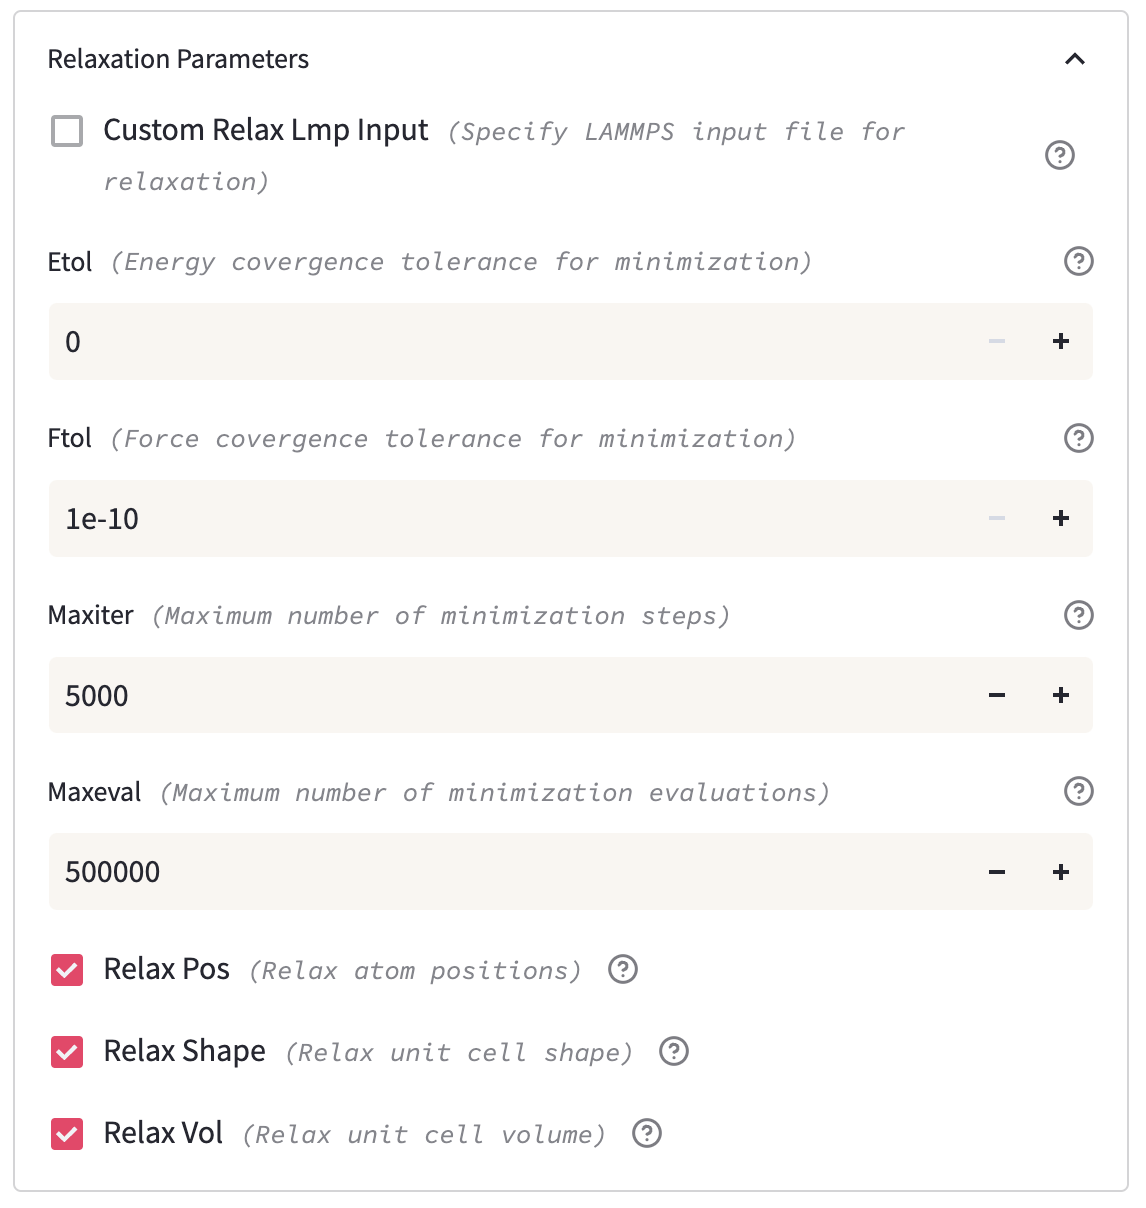 Relaxation Parameters
Custom Relax Lmp Input (Specify LAMMPS input file for
relaxation)
Etol (Energy covergence tolerance for minimization)
0
Ftol (Force covergence tolerance for minimization)
1e-10
Maxiter (Maximum number of minimization steps)
5000
Maxeval (Maximum number of minimization evaluations)
500000
Relax Pos (Relax atom positions)
Relax Shape (Relax unit cell shape)
Relax Vol (Relax unit cell volume)